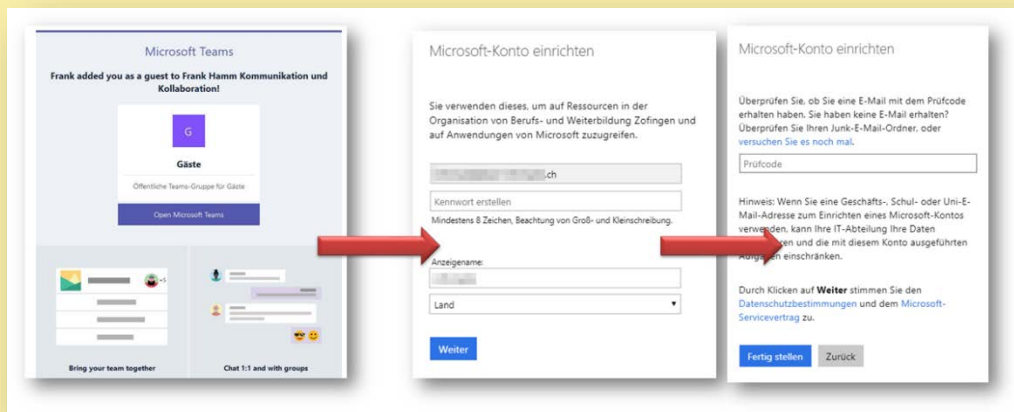 Microsoft Teams
Frank added you as a guest to Frank Hamm Kommunikation und
Kollaboration!
G
Gäste
Öffentliche Teams-Gruppe für Gäste
Open Microsoft Teams
+5
Bring your team together
Chat 1:1 and with groups
Microsoft-Konto einrichten
Sie verwenden dieses, um auf Ressourcen in der
Organisation von Berufs- und Weiterbildung Zofingen und
auf Anwendungen von Microsoft zuzugreifen.
.ch
Kennwort erstellen
Mindestens 8 Zeichen, Beachtung von Groß- und Kleinschreibung.
Anzeigename:
Land
Weiter
Microsoft-Konto einrichten
Überprüfen Sie, ob Sie eine E-Mail mit dem Prüfcode
erhalten haben. Sie haben keine E-Mail erhalten?
Überprüfen Sie Ihren Junk-E-Mail-Ordner, oder
versuchen Sie es noch mal.
Prüfcode
Hinweis: Wenn Sie eine Geschäfts-, Schul- oder Uni-E-
Mail-Adresse zum Einrichten eines Microsoft-Kontos
verwenden, kann Ihre IT-Abteilung Ihre Daten
und die mit diesem Konto ausgeführten
einschränken.
Durch Klicken auf Weiter stimmen Sie den
Datenschutzbestimmungen und dem Microsoft-
Servicevertrag zu.
Fertig stellen
Zurück